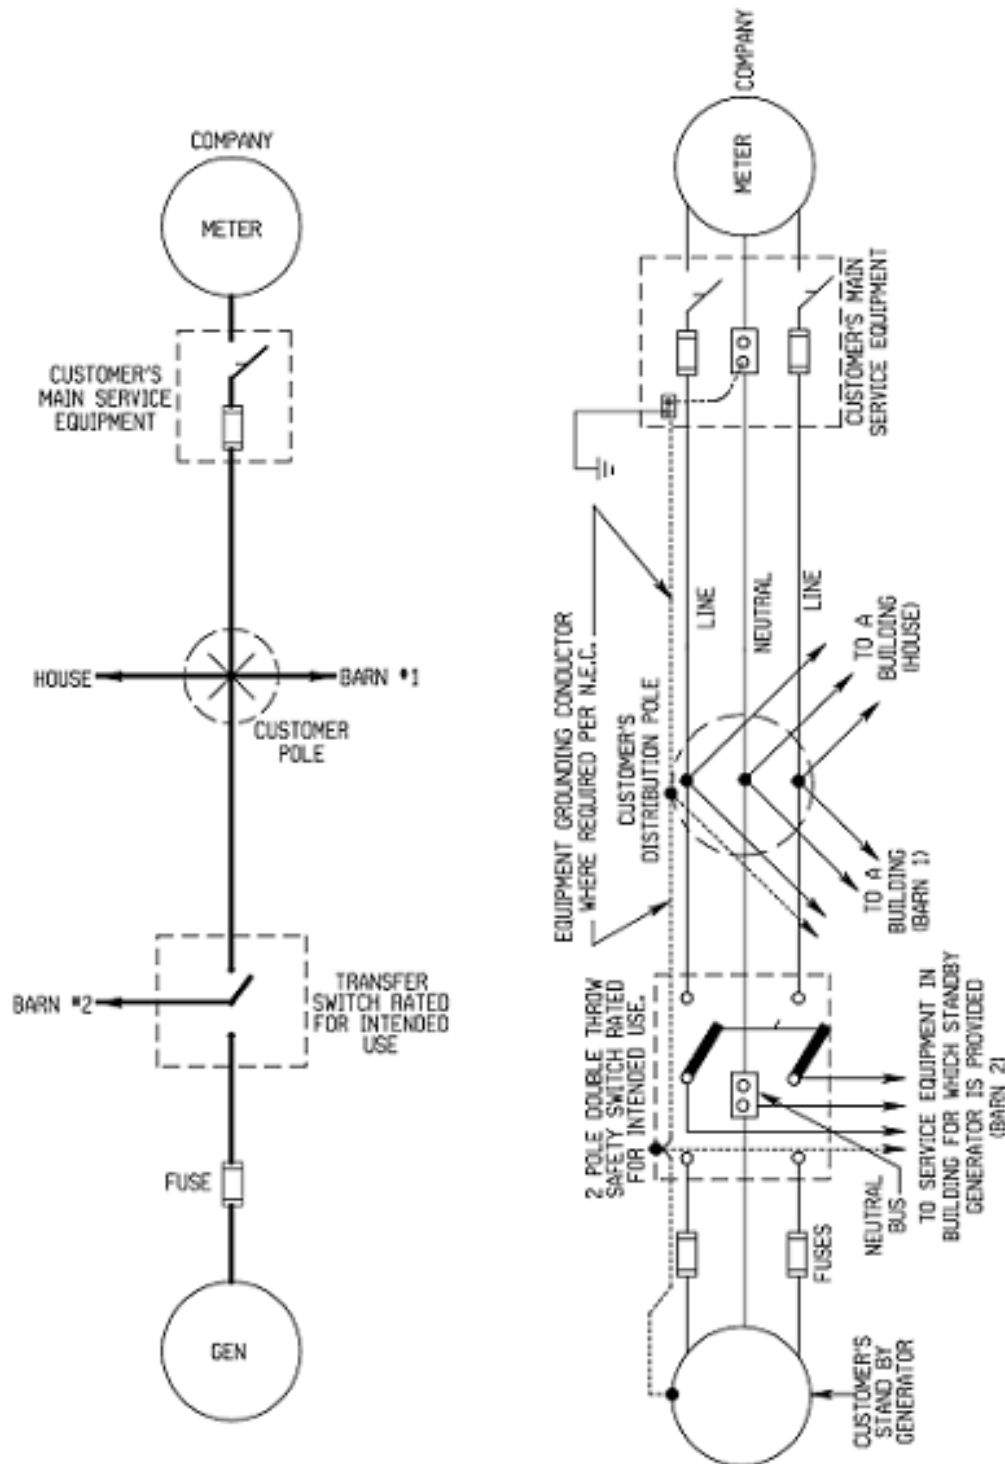 COMPANY
METER
CUSTOMER'S
MAIN SERVICE
EQUIPMENT
HOUSE
BARN #1
CUSTOMER
POLE
BARN #2
TRANSFER
SWITCH RATED
FOR INTENDED
USE
FUSE
GEN
COMPANY
METER
CUSTOMER'S MAIN
SERVICE EQUIPMENT
LINE
NEUTRAL
LINE
EQUIPMENT GROUNDING CONDUCTOR
WHERE REQUIRED PER N.E.C.
CUSTOMER'S
DISTRIBUTION POLE
TO A
BUILDING
(HOUSE)
TO A
BUILDING
(BARN 1)
2 POLE DOUBLE THROW
SAFETY SWITCH RATED
FOR INTENDED USE.
TO SERVICE EQUIPMENT IN
BUILDING FOR WHICH STANDBY
GENERATOR IS PROVIDED
(BARN 2)
NEUTRAL
BUS
FUSES
CUSTOMER'S
STAND BY
GENERATOR